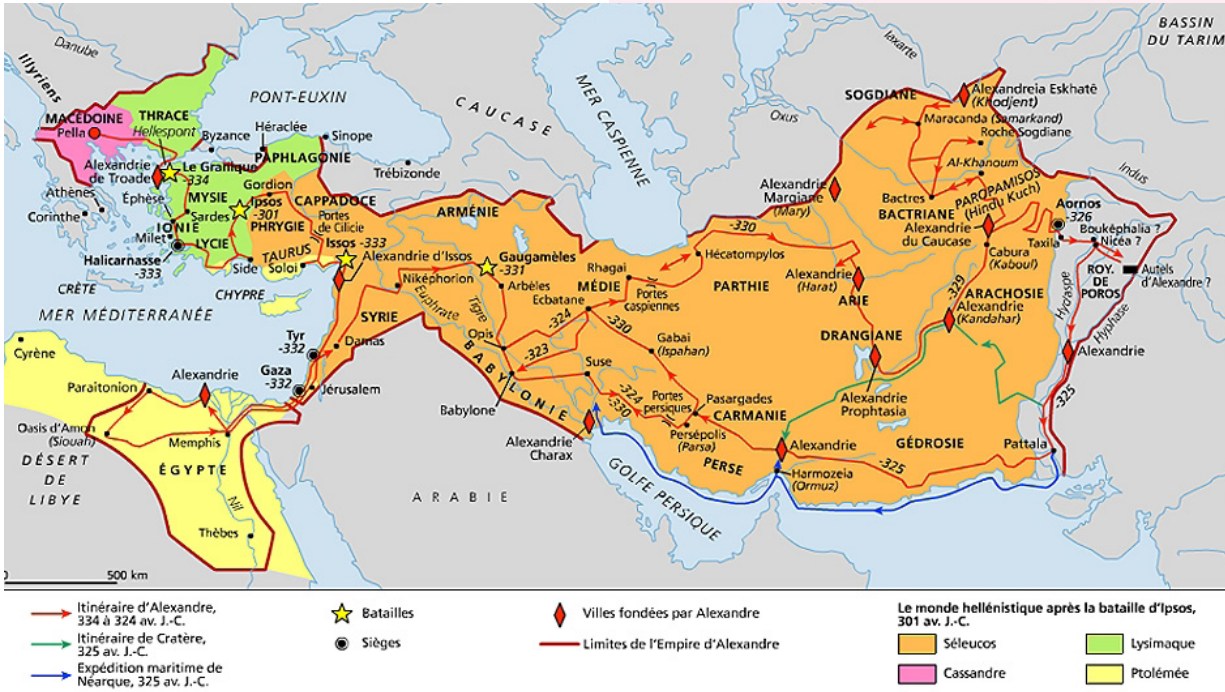 BASSIN
DU TARIM
Danube
Illyriens
Iaxarte
MACÉDOINE
Pella
THRACE
Hellespont
PONT-EUXIN
CAUCASE
MER CASPIENNE
SOGDIANE
Alexandreia Eskhatê
(Khodjent)
Maracanda (Samarkand)
Roche Sogdiane
Oxus
Al-Khanoum
Indus
Byzance
Héraclée
Sinope
PAPHLAGONIE
Trébizonde
Alexandrie
de Troade
Le Granique
-334
Athènes
Corinthe
Éphèse
MYSIE
Sardes
IONIE
Milet
LYCIE
Halicarnasse
-333
Ipsos
-301
Gordion
PHRYGIE
CAPPADOCE
Portes
de Cilicie
TAURUS
Side
Soloi
Issos -333
Alexandrie d'Issos
ARMÉNIE
Gaugamèles
-331
Arbèles
Niképhorion
Euphrate
Tigre
Alexandrie
Margiane
(Mary)
Bactres
BACTRIANE
PAROPAMISOS
(Hindu Kuch)
Alexandrie
du Caucase
Cabura
(Kaboul)
Aornos
-326
Taxila
Bouképhalia ?
Nicéa ?
ROY.
DE
POROS
Autels
d'Alexandre ?
Hydaspe
Hyphase
-330
Hécatompylos
Rhagai
Portes
caspiennes
MÉDIE
Ecbatane
PARTHIE
Alexandrie
(Harat)
ARIE
-329
ARACHOSIE
Alexandrie
(Kandahar)
DRANGIANE
Alexandrie
Prophtasia
CRÈTE
CHYPRE
MER MÉDITERRANÉE
SYRIE
Tyr
-332
Damas
Gaza
-332
Jérusalem
Opis
-324
-323
-330
BABYLONIE
Babylone
Suse
Gabai
(Ispahan)
-324
-330
Portes
persiques
Pasargades
Persépolis
(Parsa)
CARMANIE
PERSE
Alexandrie
Charax
Alexandrie
Harmozeia
(Ormuz)
GÉDROSIE
-325
Pattala
-325
Alexandrie
GOLFE PERSIQUE
ARABIE
Cyrène
Paraitonion
Alexandrie
Oasis d'Amon
(Siouah)
Memphis
DÉSERT
DE
LIBYE
ÉGYPTE
Nil
Thèbes
0 500 km
Itinéraire d'Alexandre,
334 à 324 av. J.-C.
Itinéraire de Cratère,
325 av. J.-C.
Expédition maritime de
Néarque, 325 av. J.-C.
Batailles
Sièges
Villes fondées par Alexandre
Limites de l'Empire d'Alexandre
Le monde hellénistique après la bataille d'Ipsos,
301 av. J.-C.
Séleucos
Lysimaque
Cassandre
Ptolémée